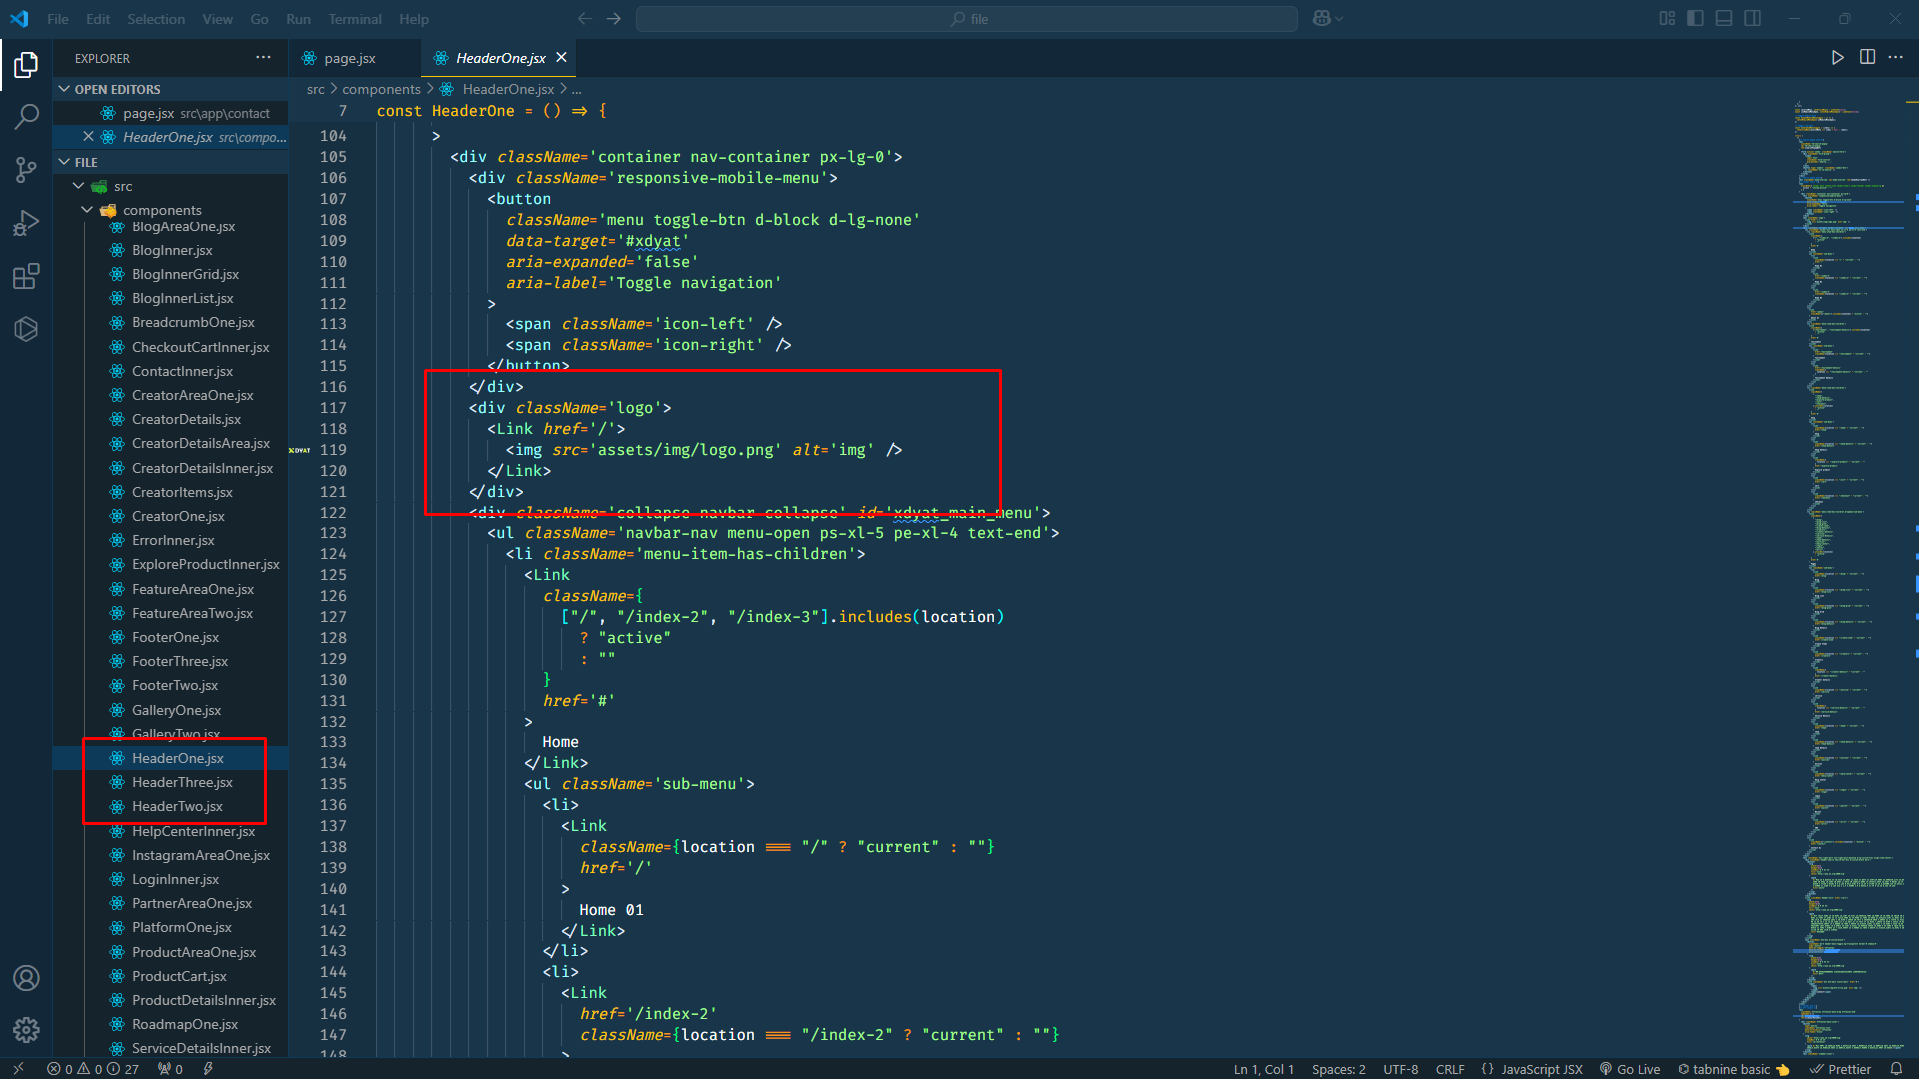 File Edit Selection View Go Run Terminal Help
file
EXPLORER
page.jsx
HeaderOne.jsx
OPEN EDITORS
page.jsx src\app\contact
HeaderOne.jsx src\compo...
FILE
src
components
BlogAreaOne.jsx
BlogInner.jsx
BlogInnerGrid.jsx
BlogInnerList.jsx
BreadcrumbOne.jsx
CheckoutCartInner.jsx
ContactInner.jsx
CreatorAreaOne.jsx
CreatorDetails.jsx
CreatorDetailsArea.jsx
CreatorDetailsInner.jsx
CreatorItems.jsx
CreatorOne.jsx
ErrorInner.jsx
ExploreProductInner.jsx
FeatureAreaOne.jsx
FeatureAreaTwo.jsx
FooterOne.jsx
FooterThree.jsx
FooterTwo.jsx
GalleryOne.jsx
GalleryTwo.jsx
HeaderOne.jsx
HeaderThree.jsx
HeaderTwo.jsx
HelpCenterInner.jsx
InstagramAreaOne.jsx
LoginInner.jsx
PartnerAreaOne.jsx
PlatformOne.jsx
ProductAreaOne.jsx
ProductCart.jsx
ProductDetailsInner.jsx
RoadmapOne.jsx
ServiceDetailsInner.jsx
src > components > HeaderOne.jsx > ...
7 const HeaderOne = () => {
104 >
105 <div className='container nav-container px-lg-0'>
106 <div className='responsive-mobile-menu'>
107 <button
108 className='menu toggle-btn d-block d-lg-none'
109 data-target='#xdyat'
110 aria-expanded='false'
111 aria-label='Toggle navigation'
112 >
113 <span className='icon-left' />
114 <span className='icon-right' />
115 </button>
116 </div>
117 <div className='logo'>
118 <Link href='/'>
XDYAT 119 <img src='assets/img/logo.png' alt='img' />
120 </Link>
121 </div>
122 <div className='collapse navbar-collapse' id='xdyat_main_menu'>
123 <ul className='navbar-nav menu-open ps-xl-5 pe-xl-4 text-end'>
124 <li className='menu-item-has-children'>
125 <Link
126 className={
127 ["/", "/index-2", "/index-3"].includes(location)
128 ? "active"
129 : ""
130 }
131 href='#'
132 >
133 Home
134 </Link>
135 <ul className='sub-menu'>
136 <li>
137 <Link
138 className={location === "/" ? "current" : ""}
139 href='/'
140 >
141 Home 01
142 </Link>
143 </li>
144 <li>
145 <Link
146 href='/index-2'
147 className={location === "/index-2" ? "current" : ""}
148 >
0 0 27 0
Ln 1, Col 1 Spaces: 2 UTF-8 CRLF {} JavaScript JSX Go Live tabnine basic Prettier